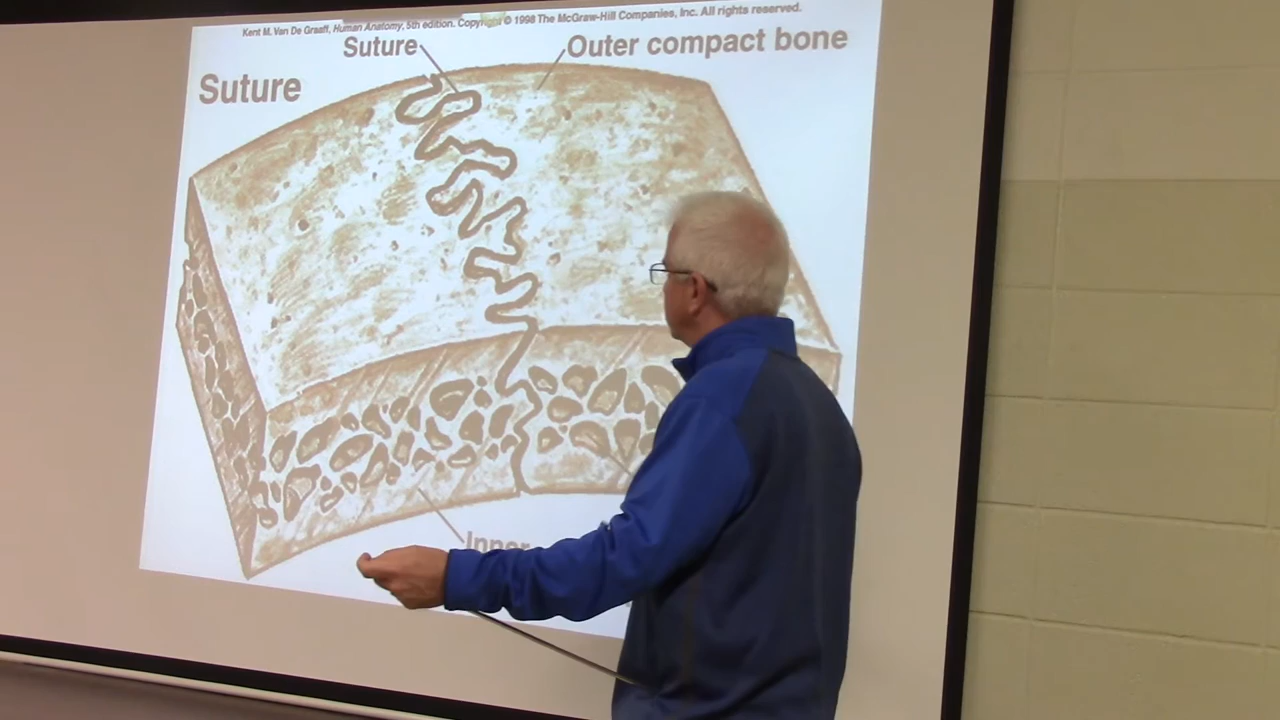 Kent M. Van De Graaff, Human Anatomy, 5th edition. © 1998 The McGraw-Hill Companies, Inc. All rights reserved.
Suture
Outer compact bone
Suture
Inner